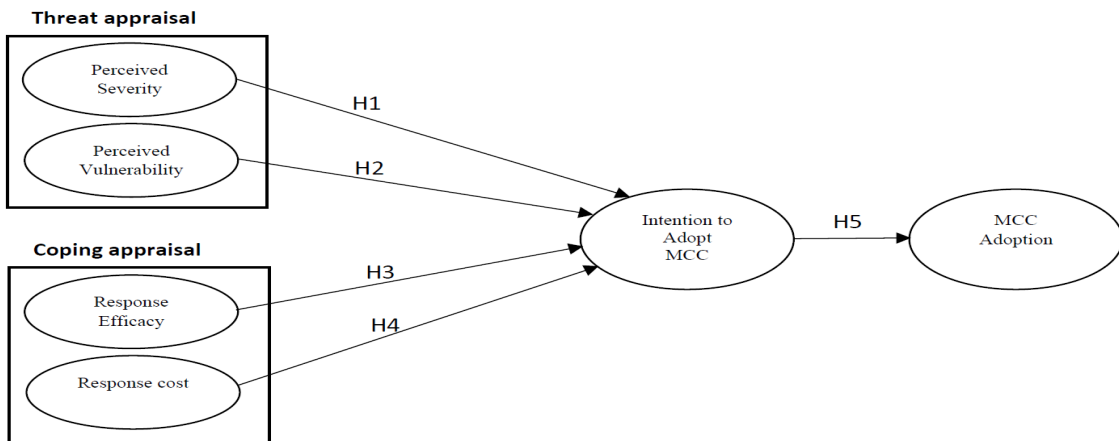 Threat appraisal
Perceived
Severity
H1
Perceived
Vulnerability
H2
Intention to
Adopt
MCC
H5
MCC
Adoption
Coping appraisal
Response
Efficacy
H3
Response cost
H4